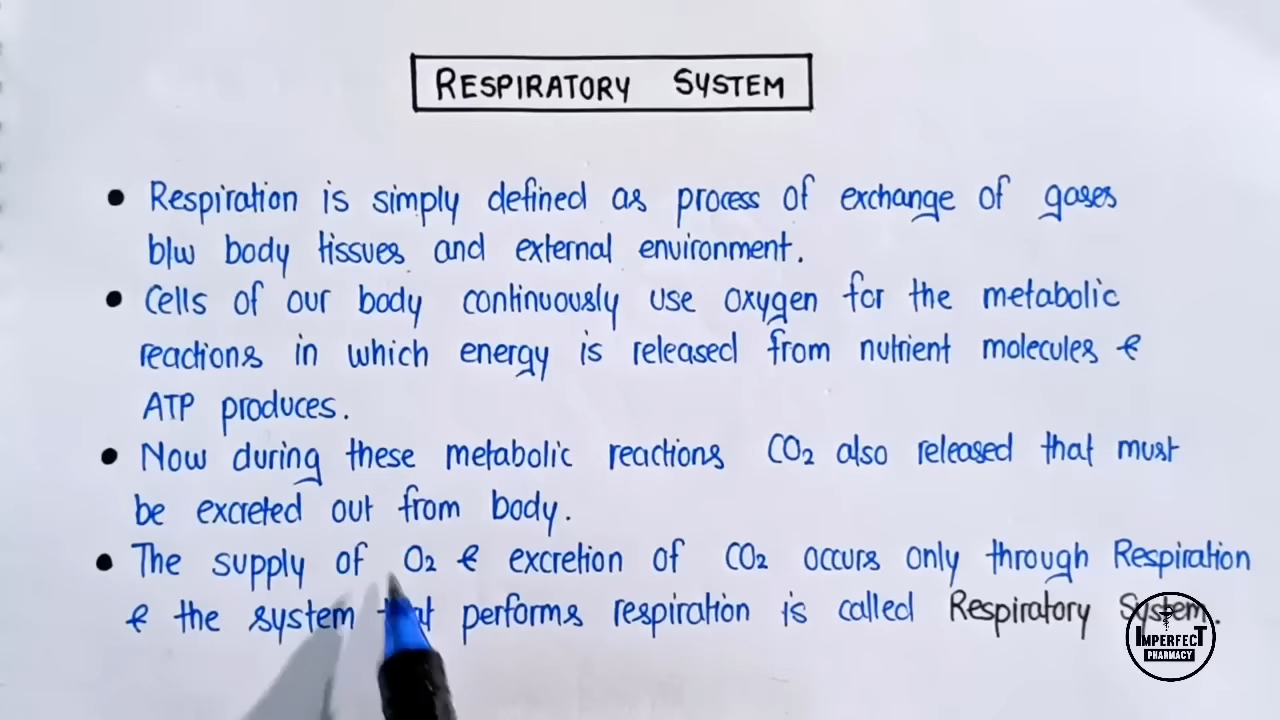 RESPIRATORY SYSTEM
• Respiration is simply defined as process of exchange of gases
b/w body tissues and external environment.
• Cells of our body continuously use oxygen for the metabolic
reactions in which energy is released from nutrient molecules &
ATP produces.
• Now during these metabolic reactions CO₂ also released that must
be excreted out from body.
• The supply of O₂ & excretion of CO₂ occurs only through Respiration
& the system that performs respiration is called Respiratory System.
IMPERFECT
PHARMACY